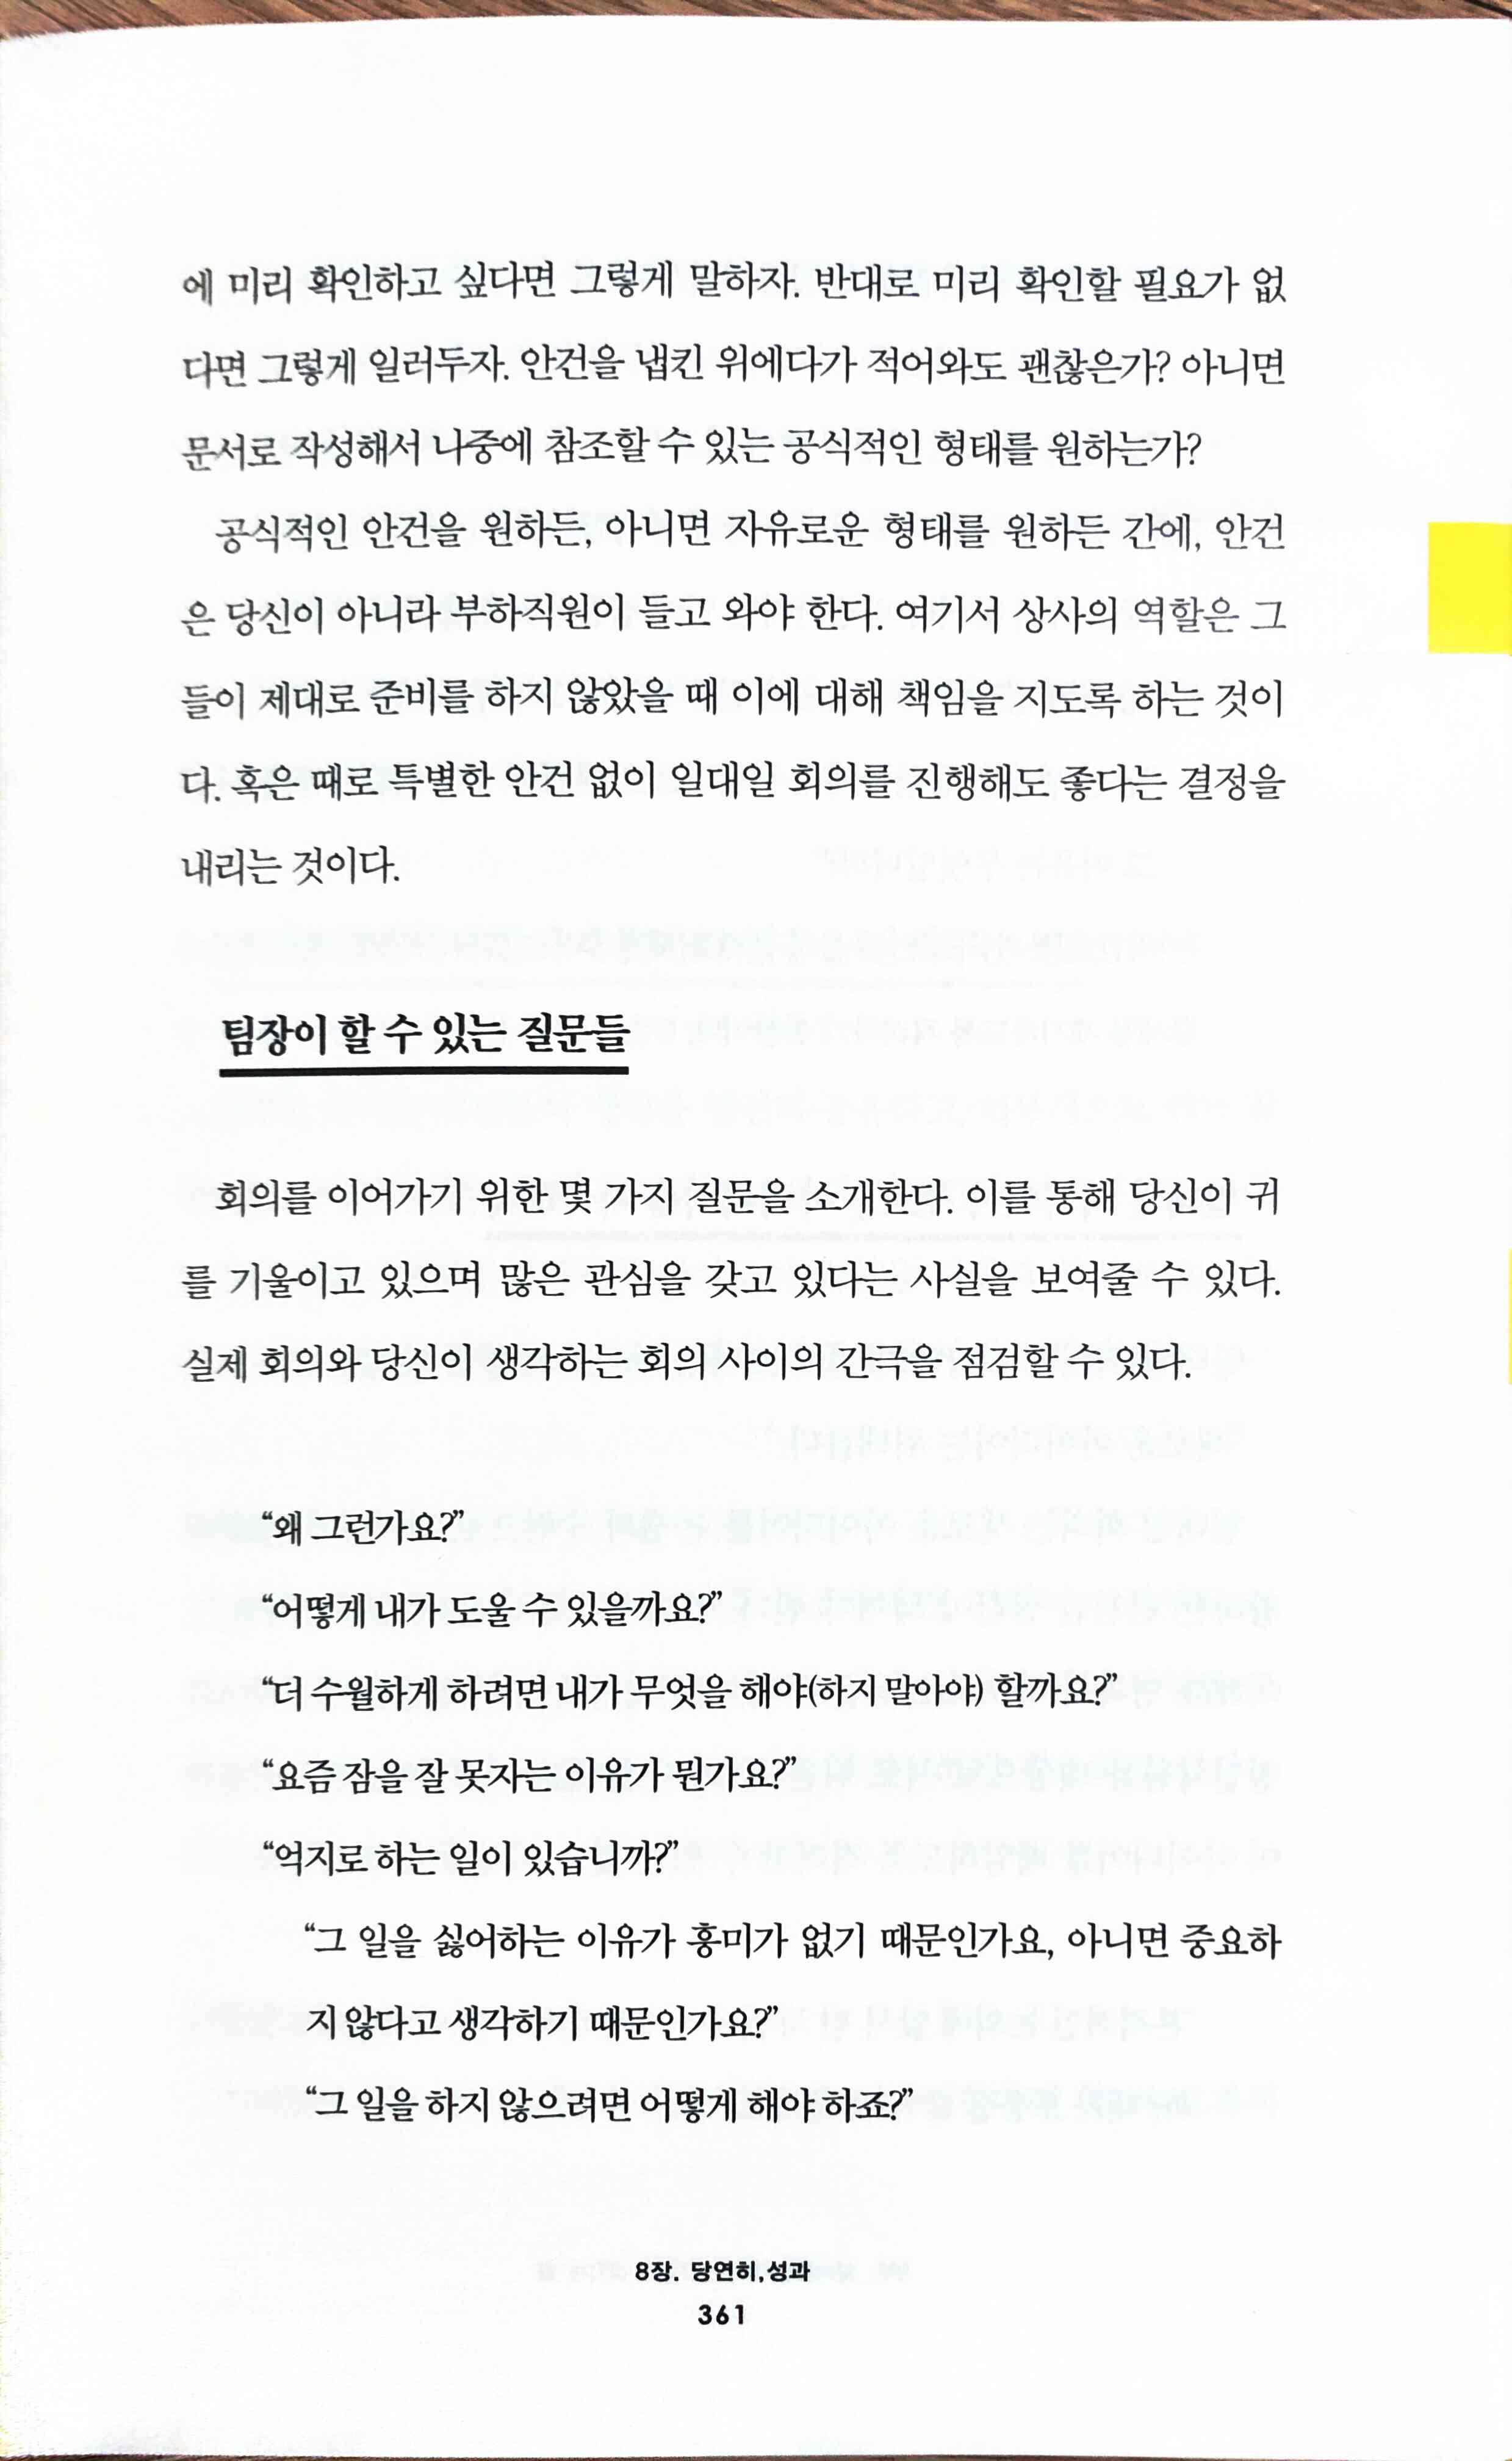 에 미리 확인하고 싶다면 그렇게 말하자. 반대로 미리 확인할 필요가 없
다면 그렇게 일러두자. 안건을 냅킨 위에다가 적어와도 괜찮은가? 아니면
문서로 작성해서 나중에 참조할 수 있는 공식적인 형태를 원하는가?
공식적인 안건을 원하든, 아니면 자유로운 형태를 원하든 간에, 안건
은 당신이 아니라 부하직원이 들고 와야 한다. 여기서 상사의 역할은 그
들이 제대로 준비를 하지 않았을 때 이에 대해 책임을 지도록 하는 것이
다. 혹은 때로 특별한 안건 없이 일대일 회의를 진행해도 좋다는 결정을
내리는 것이다.
팀장이 할 수 있는 질문들
회의를 이어가기 위한 몇 가지 질문을 소개한다. 이를 통해 당신이 귀
를 기울이고 있으며 많은 관심을 갖고 있다는 사실을 보여줄 수 있다.
실제 회의와 당신이 생각하는 회의 사이의 간극을 점검할 수 있다.
“왜 그런가요?”
“어떻게 내가 도울 수 있을까요?”
“더 수월하게 하려면 내가 무엇을 해야(하지 말아야) 할까요?”
“요즘 잠을 잘 못자는 이유가 뭔가요?”
“억지로 하는 일이 있습니까?”
“그 일을 싫어하는 이유가 흥미가 없기 때문인가요, 아니면 중요하
지 않다고 생각하기 때문인가요?”
“그 일을 하지 않으려면 어떻게 해야 하죠?”
8장. 당연히, 성과
361